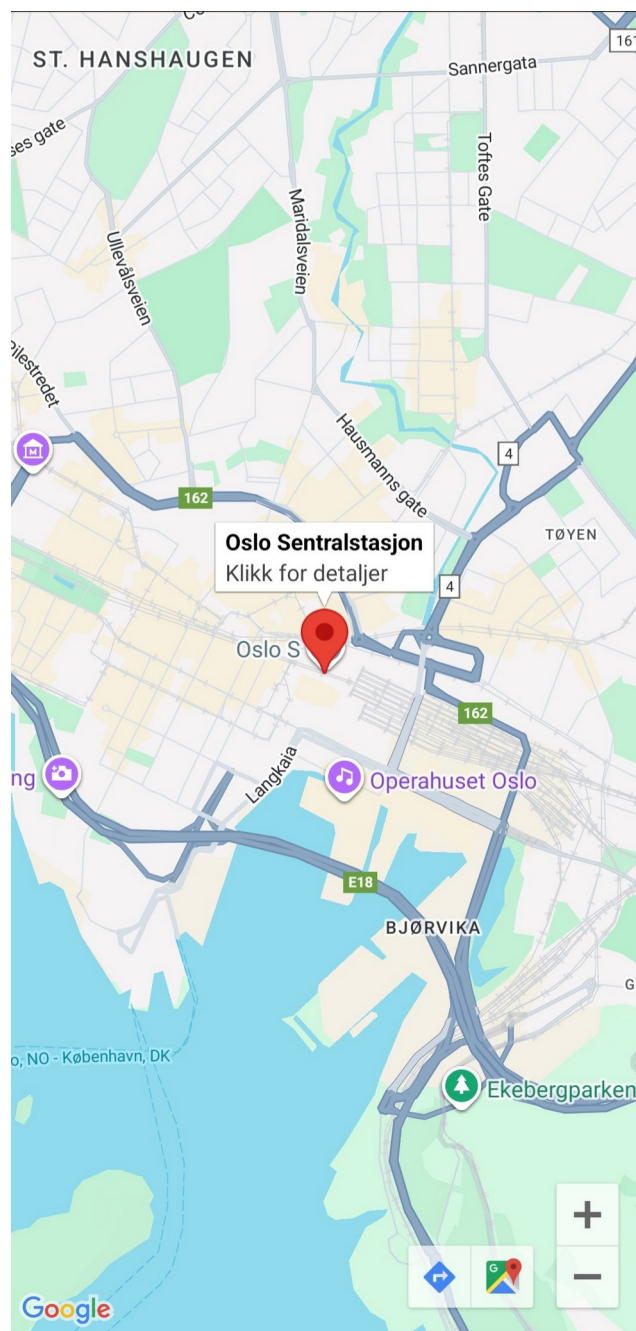 161
ST. HANSHAUGEN
Sannergata
ses gate
Toftes Gate
Maridalsveien
Ullevålsveien
Pilestredet
Hausmanns gate
4
162
TØYEN
Oslo Sentralstasjon
Klikk for detaljer
4
Oslo S
162
Langkaia
ng
Operahuset Oslo
E18
BJØRVIKA
G
o, NO - København, DK
Ekebergparken
Google